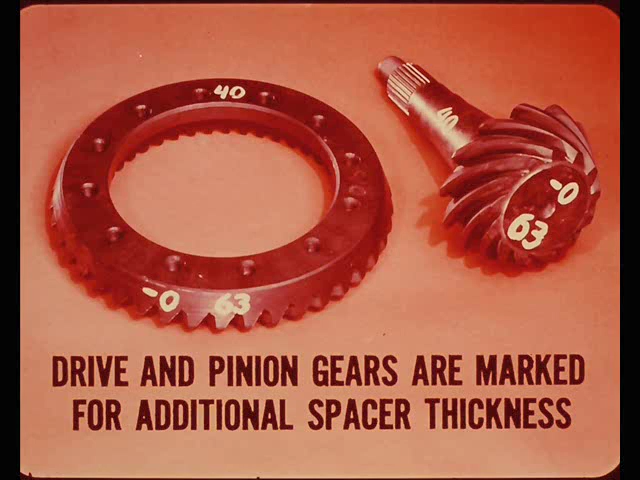 40
40
-0
63
-0 63
DRIVE AND PINION GEARS ARE MARKED
FOR ADDITIONAL SPACER THICKNESS